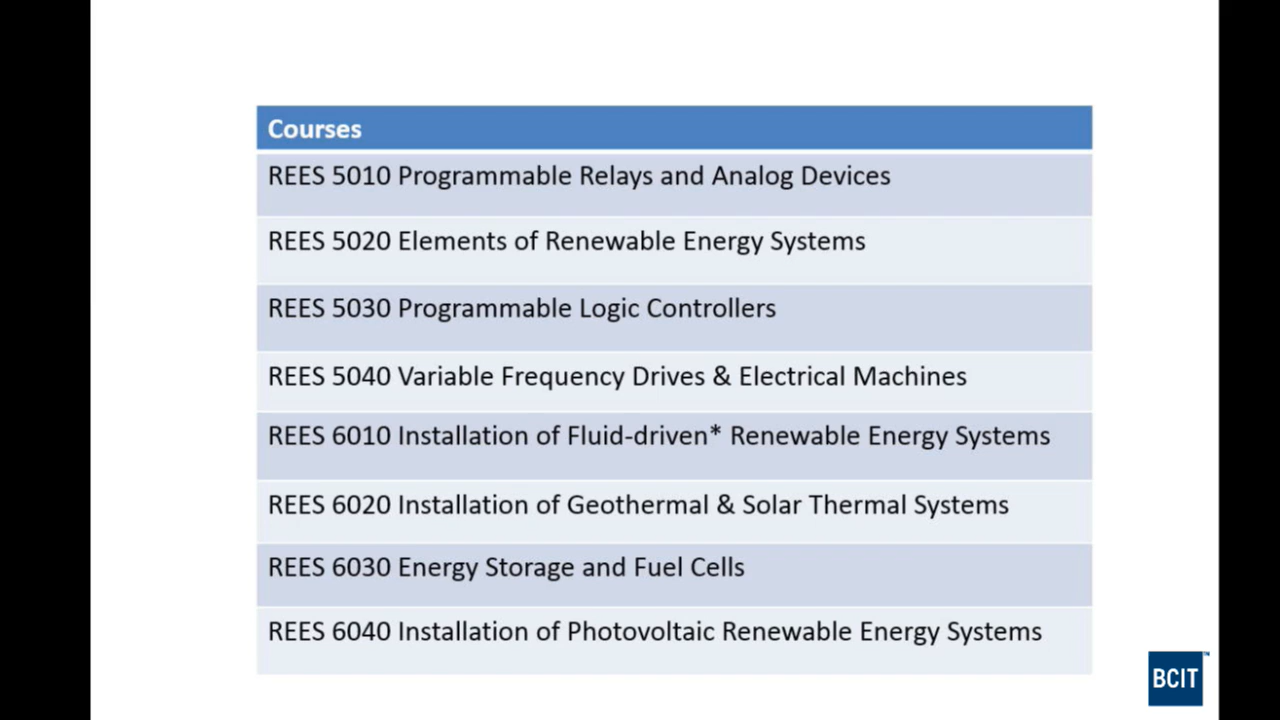 Courses
REES 5010 Programmable Relays and Analog Devices
REES 5020 Elements of Renewable Energy Systems
REES 5030 Programmable Logic Controllers
REES 5040 Variable Frequency Drives & Electrical Machines
REES 6010 Installation of Fluid-driven* Renewable Energy Systems
REES 6020 Installation of Geothermal & Solar Thermal Systems
REES 6030 Energy Storage and Fuel Cells
REES 6040 Installation of Photovoltaic Renewable Energy Systems
BCIT™